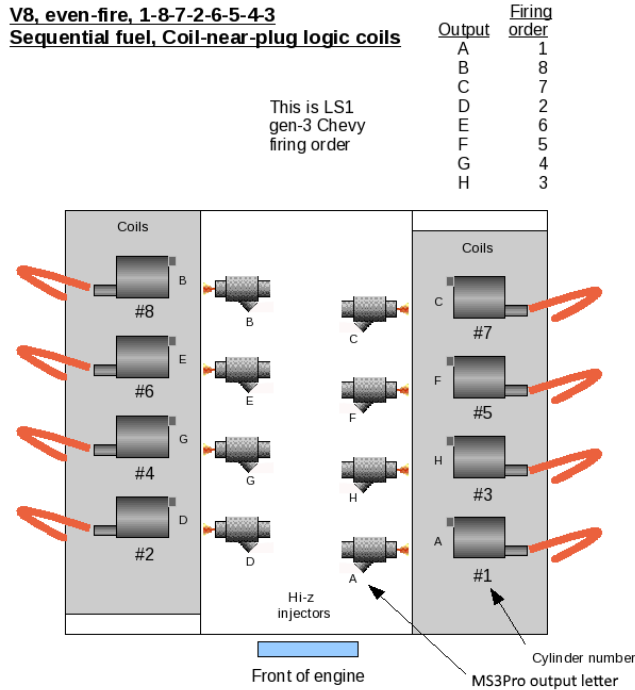 V8, even-fire, 1-8-7-2-6-5-4-3
Sequential fuel, Coil-near-plug logic coils
Output Firing order
A 1
B 8
C 7
D 2
E 6
F 5
G 4
H 3
This is LS1
gen-3 Chevy
firing order
Coils
Coils
B
B
#8
C
C
#7
E
E
#6
F
F
#5
G
G
#4
H
H
#3
D
D
#2
A
A
#1
Hi-z
injectors
Front of engine
Cylinder number
MS3Pro output letter